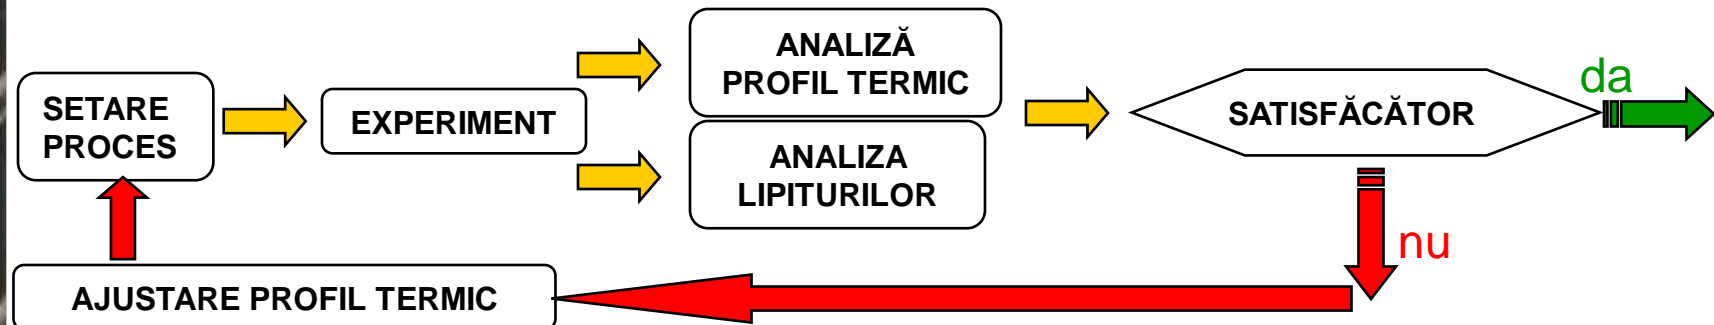 SETARE
PROCES
EXPERIMENT
ANALIZĂ
PROFIL TERMIC
ANALIZA
LIPITURILOR
SATISFĂCĂTOR
da
nu
AJUSTARE PROFIL TERMIC